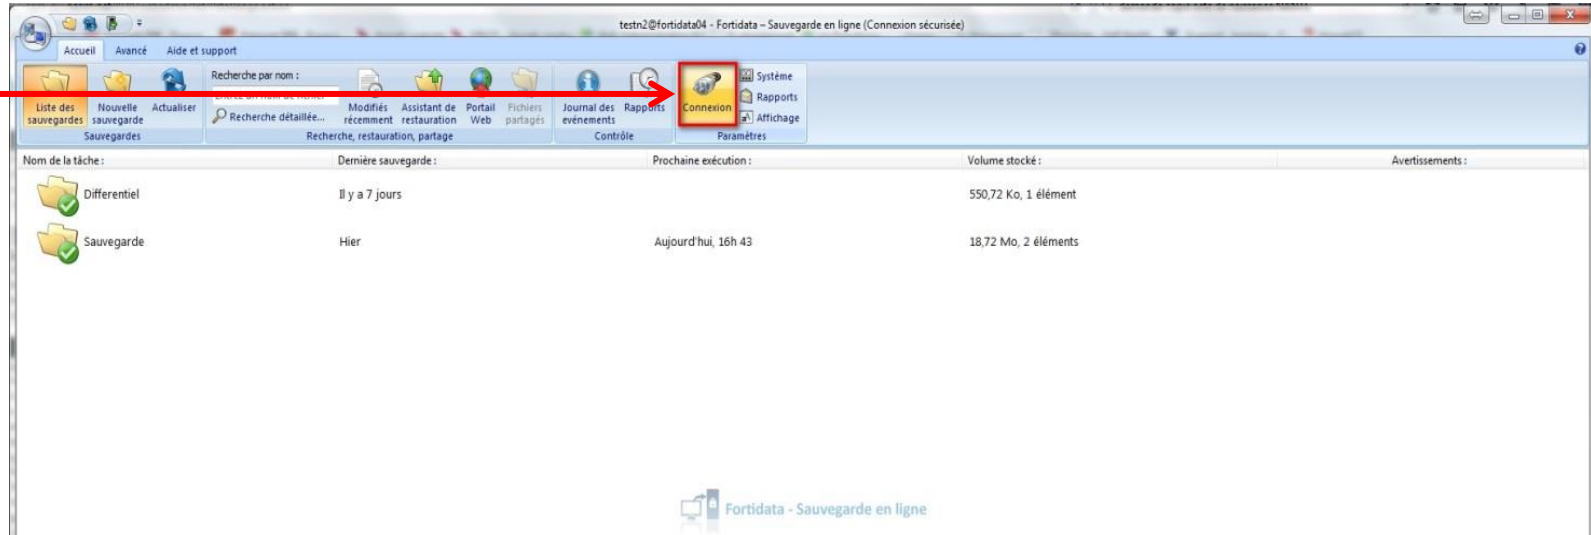 testn2@fortidata04 - Fortidata – Sauvegarde en ligne (Connexion sécurisée)
Accueil Avancé Aide et support
Liste des sauvegardes
Nouvelle sauvegarde
Actualiser
Sauvegardes
Recherche par nom :
Recherche détaillée...
Modifiés récemment
Assistant de restauration
Portail Web
Fichiers partagés
Recherche, restauration, partage
Journal des evénements
Rapports
Contrôle
Connexion
Système
Rapports
Affichage
Paramètres
Nom de la tâche : Dernière sauvegarde : Prochaine exécution : Volume stocké : Avertissements :
Differentiel Il y a 7 jours 550,72 Ko, 1 élément
Sauvegarde Hier Aujourd'hui, 16h 43 18,72 Mo, 2 éléments
Fortidata - Sauvegarde en ligne